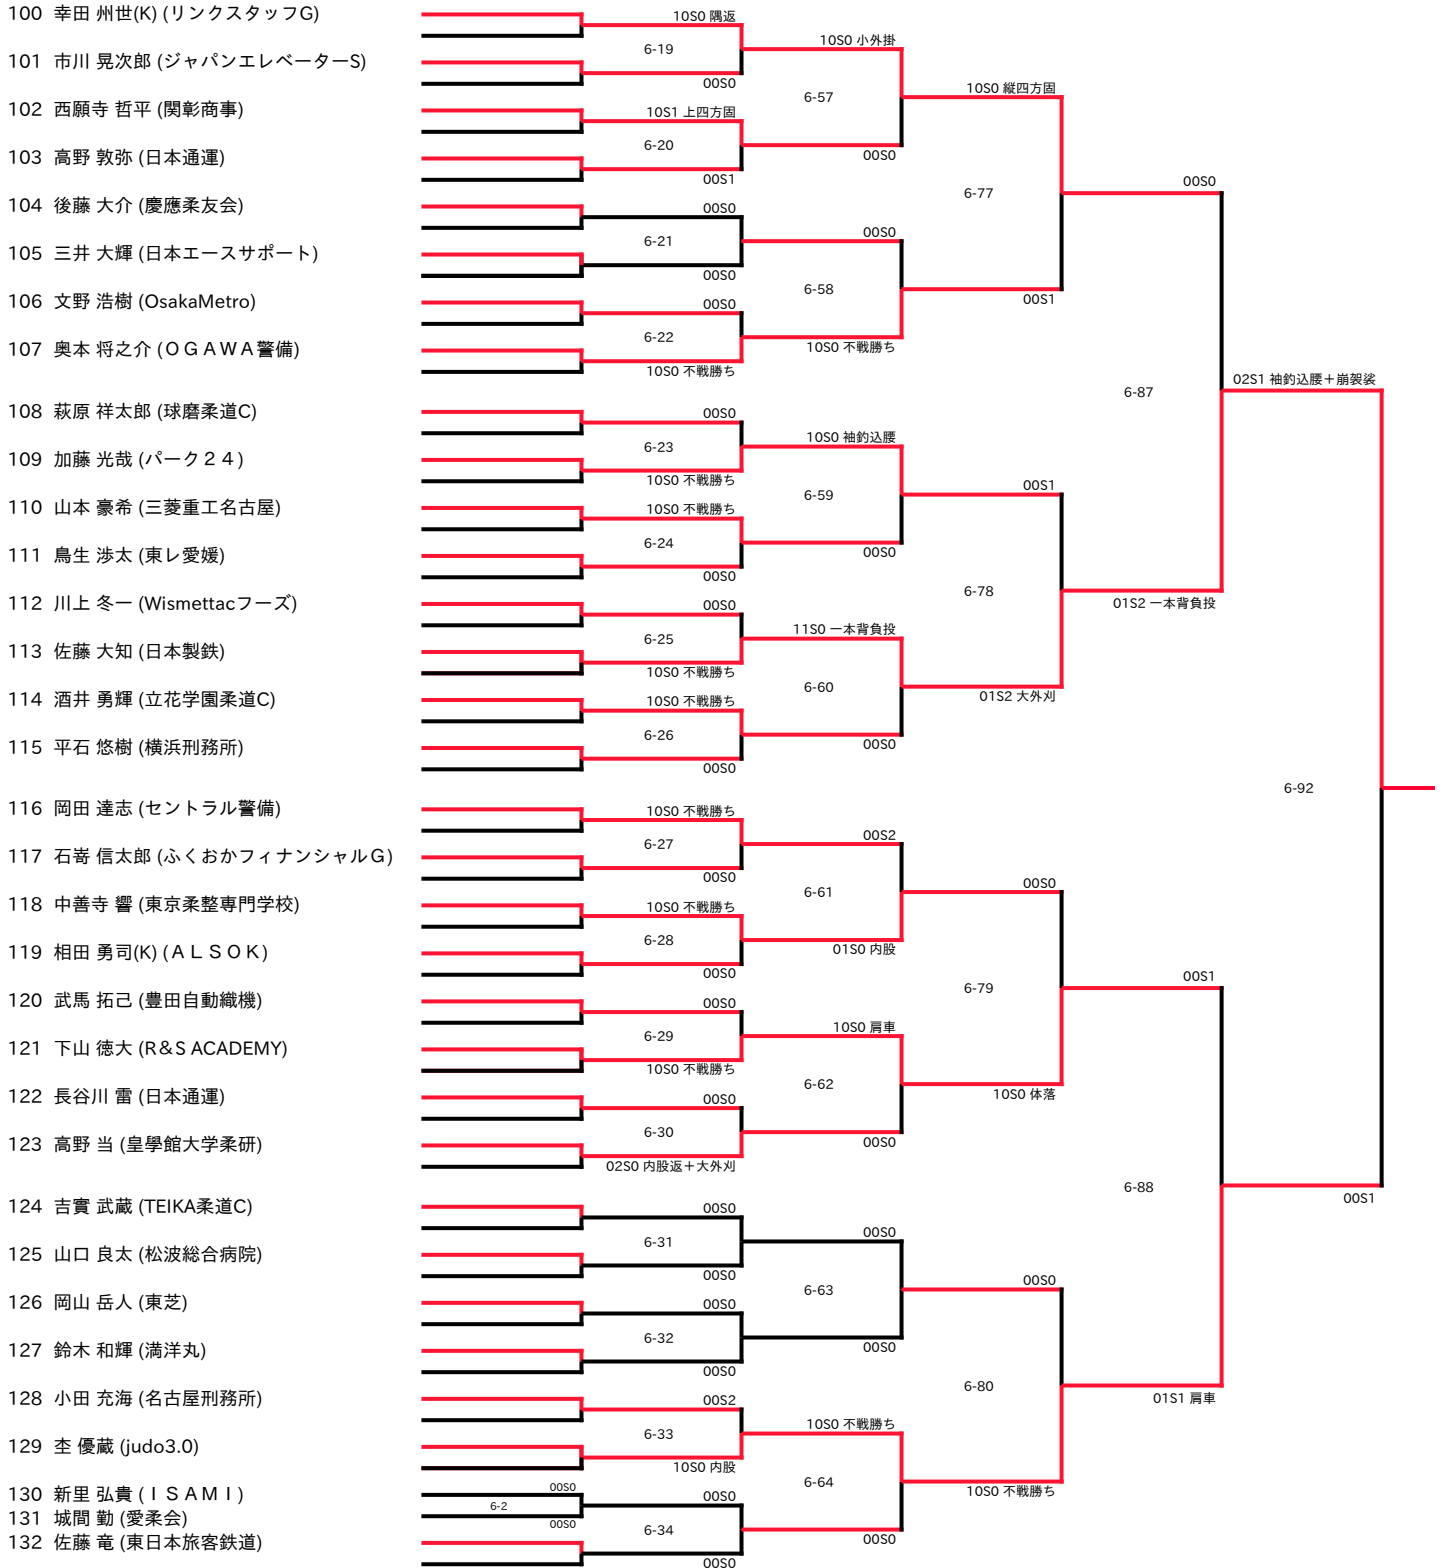 100 幸田 州世(K) (リンクスタッフG)
101 市川 晃次郎 (ジャパンエレベーターS)
102 西願寺 哲平 (関彰商事)
103 高野 敦弥 (日本通運)
104 後藤 大介 (慶應柔友会)
105 三井 大輝 (日本エースサポート)
106 文野 浩樹 (OsakaMetro)
107 奥本 将之介 (ＯＧＡＷＡ警備)
108 萩原 祥太郎 (球磨柔道C)
109 加藤 光哉 (パーク２４)
110 山本 豪希 (三菱重工名古屋)
111 鳥生 渉太 (東レ愛媛)
112 川上 冬一 (Wismettacフーズ)
113 佐藤 大知 (日本製鉄)
114 酒井 勇輝 (立花学園柔道C)
115 平石 悠樹 (横浜刑務所)
116 岡田 達志 (セントラル警備)
117 石嵜 信太郎 (ふくおかフィナンシャルＧ)
118 中善寺 響 (東京柔整専門学校)
119 相田 勇司(K) (ＡＬＳＯＫ)
120 武馬 拓己 (豊田自動織機)
121 下山 徳大 (R＆S ACADEMY)
122 長谷川 雷 (日本通運)
123 高野 当 (皇學館大学柔研)
124 吉實 武蔵 (TEIKA柔道C)
125 山口 良太 (松波総合病院)
126 岡山 岳人 (東芝)
127 鈴木 和輝 (満洋丸)
128 小田 充海 (名古屋刑務所)
129 杢 優蔵 (judo3.0)
130 新里 弘貴 (ＩＳＡＭＩ)
131 城間 勤 (愛柔会)
132 佐藤 竜 (東日本旅客鉄道)
00S0
6-2
00S0
10S0 隅返
6-19
00S0
10S1 上四方固
6-20
00S1
00S0
6-21
00S0
00S0
6-22
10S0 不戦勝ち
00S0
6-23
10S0 不戦勝ち
10S0 不戦勝ち
6-24
00S0
00S0
6-25
10S0 不戦勝ち
10S0 不戦勝ち
6-26
00S0
10S0 不戦勝ち
6-27
00S0
10S0 不戦勝ち
6-28
00S0
00S0
6-29
10S0 不戦勝ち
00S0
6-30
02S0 内股返＋大外刈
00S0
6-31
00S0
00S0
6-32
00S0
00S2
6-33
10S0 内股
00S0
6-34
00S0
10S0 小外掛
6-57
00S0
00S0
6-58
10S0 不戦勝ち
10S0 袖釣込腰
6-59
00S0
11S0 一本背負投
6-60
00S0
00S2
6-61
01S0 内股
10S0 肩車
6-62
00S0
00S0
6-63
00S0
10S0 不戦勝ち
6-64
00S0
10S0 縦四方固
6-77
00S1
00S1
6-78
01S2 大外刈
00S0
6-79
10S0 体落
00S0
6-80
10S0 不戦勝ち
00S0
6-87
01S2 一本背負投
00S1
6-88
01S1 肩車
02S1 袖釣込腰＋崩袈裟
6-92
00S1